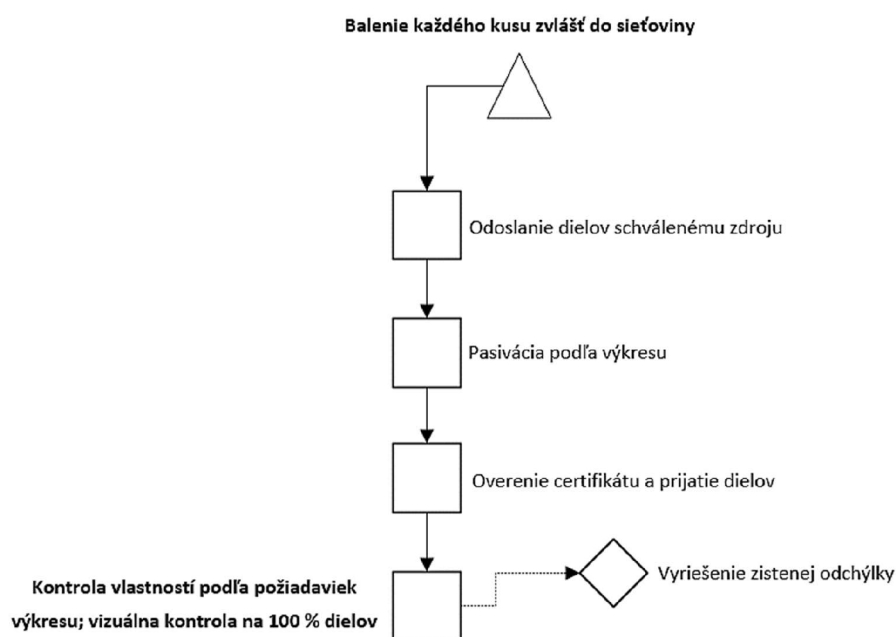 Balenie každého kusu zvlášť do sieťoviny
Odoslanie dielov schválenému zdroju
Pasivácia podľa výkresu
Overenie certifikátu a prijatie dielov
Kontrola vlastností podľa požiadaviek
výkresu; vizuálna kontrola na 100 % dielov
Vyriešenie zistenej odchýlky